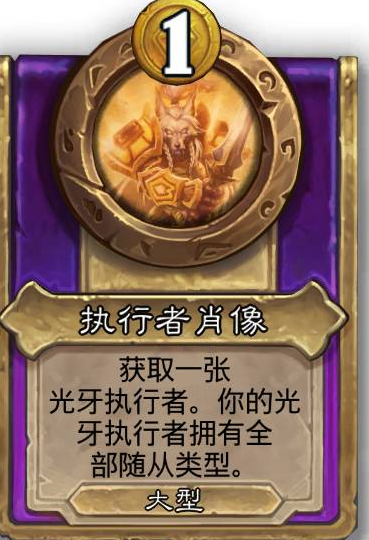 1
执行者肖像
获取一张
光牙执行者。你的光
牙执行者拥有全
部随从类型。
大型